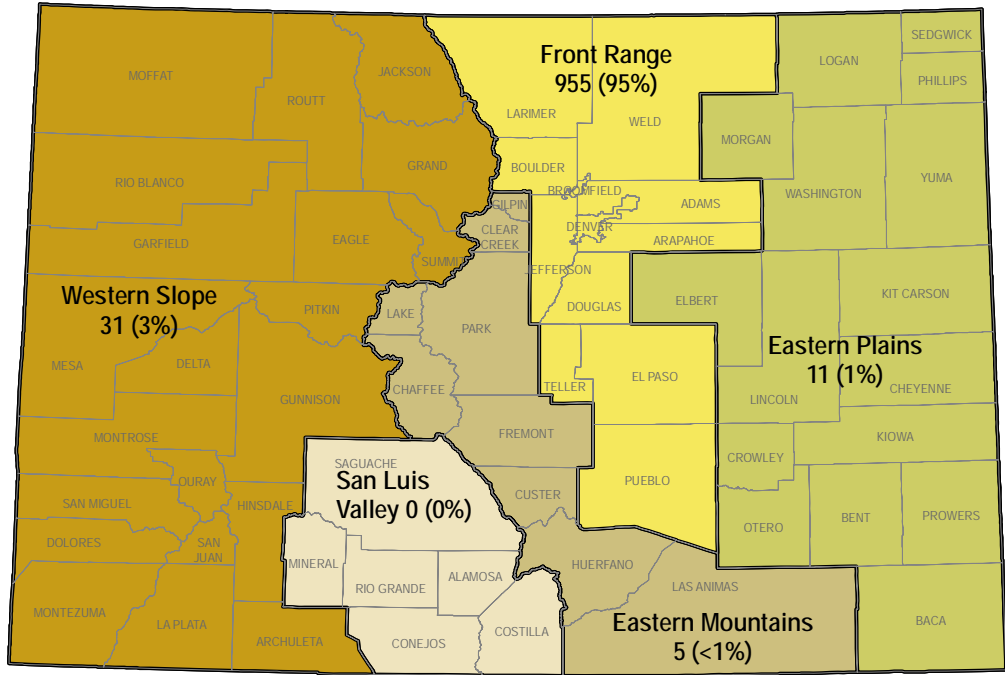 SEDGWICK
LOGAN
PHILLIPS
MOFFAT
JACKSON
ROUTT
Front Range
955 (95%)
LARIMER
WELD
MORGAN
BOULDER
GRAND
RIO BLANCO
BROOMFIELD
YUMA
WASHINGTON
GILPIN
ADAMS
CLEAR
CREEK
DENVER
ARAPAHOE
GARFIELD
EAGLE
SUMMIT
JEFFERSON
Western Slope
31 (3%)
PITKIN
LAKE
PARK
DOUGLAS
ELBERT
KIT CARSON
MESA
DELTA
GUNNISON
CHAFFEE
TELLER
EL PASO
Eastern Plains
11 (1%)
LINCOLN
CHEYENNE
MONTROSE
FREMONT
KIOWA
CROWLEY
SAGUACHE
San Luis
Valley 0 (0%)
OURAY
HINSDALE
SAN MIGUEL
CUSTER
PUEBLO
OTERO
BENT
PROWERS
DOLORES
SAN
JUAN
MINERAL
RIO GRANDE
ALAMOSA
HUERFANO
LAS ANIMAS
MONTEZUMA
LA PLATA
ARCHULETA
CONEJOS
COSTILLA
Eastern Mountains
5 (<1%)
BACA